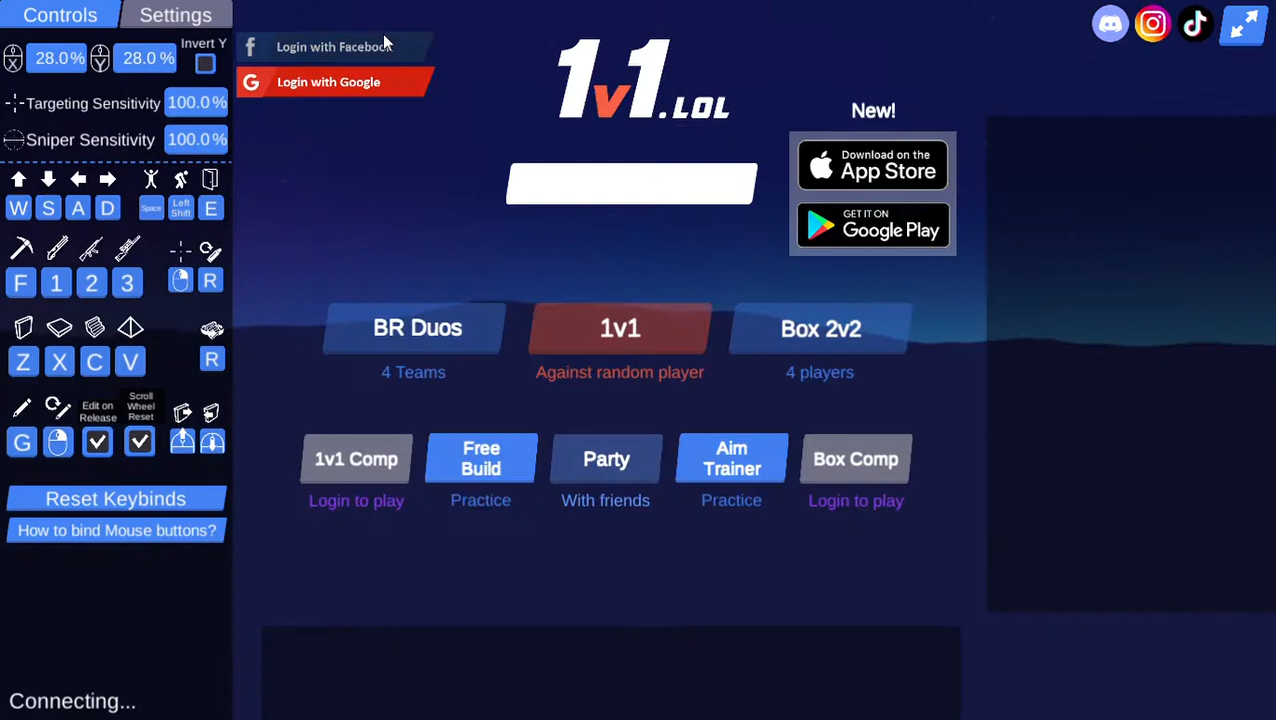 Controls
Settings
Invert Y
X
28.0%
Y
28.0%
Targeting Sensitivity
100.0%
Sniper Sensitivity
100.0%
W
S
A
D
Space
Left
Shift
E
F
1
2
3
R
Z
X
C
V
R
Edit on
Release
Scroll
Wheel
Reset
G
Reset Keybinds
How to bind Mouse buttons?
Connecting...
f Login with Facebook
G Login with Google
1v1.LOL
New!
Download on the
App Store
GET IT ON
Google Play
BR Duos
1v1
Box 2v2
4 Teams
Against random player
4 players
1v1 Comp
Free
Build
Party
Aim
Trainer
Box Comp
Login to play
Practice
With friends
Practice
Login to play